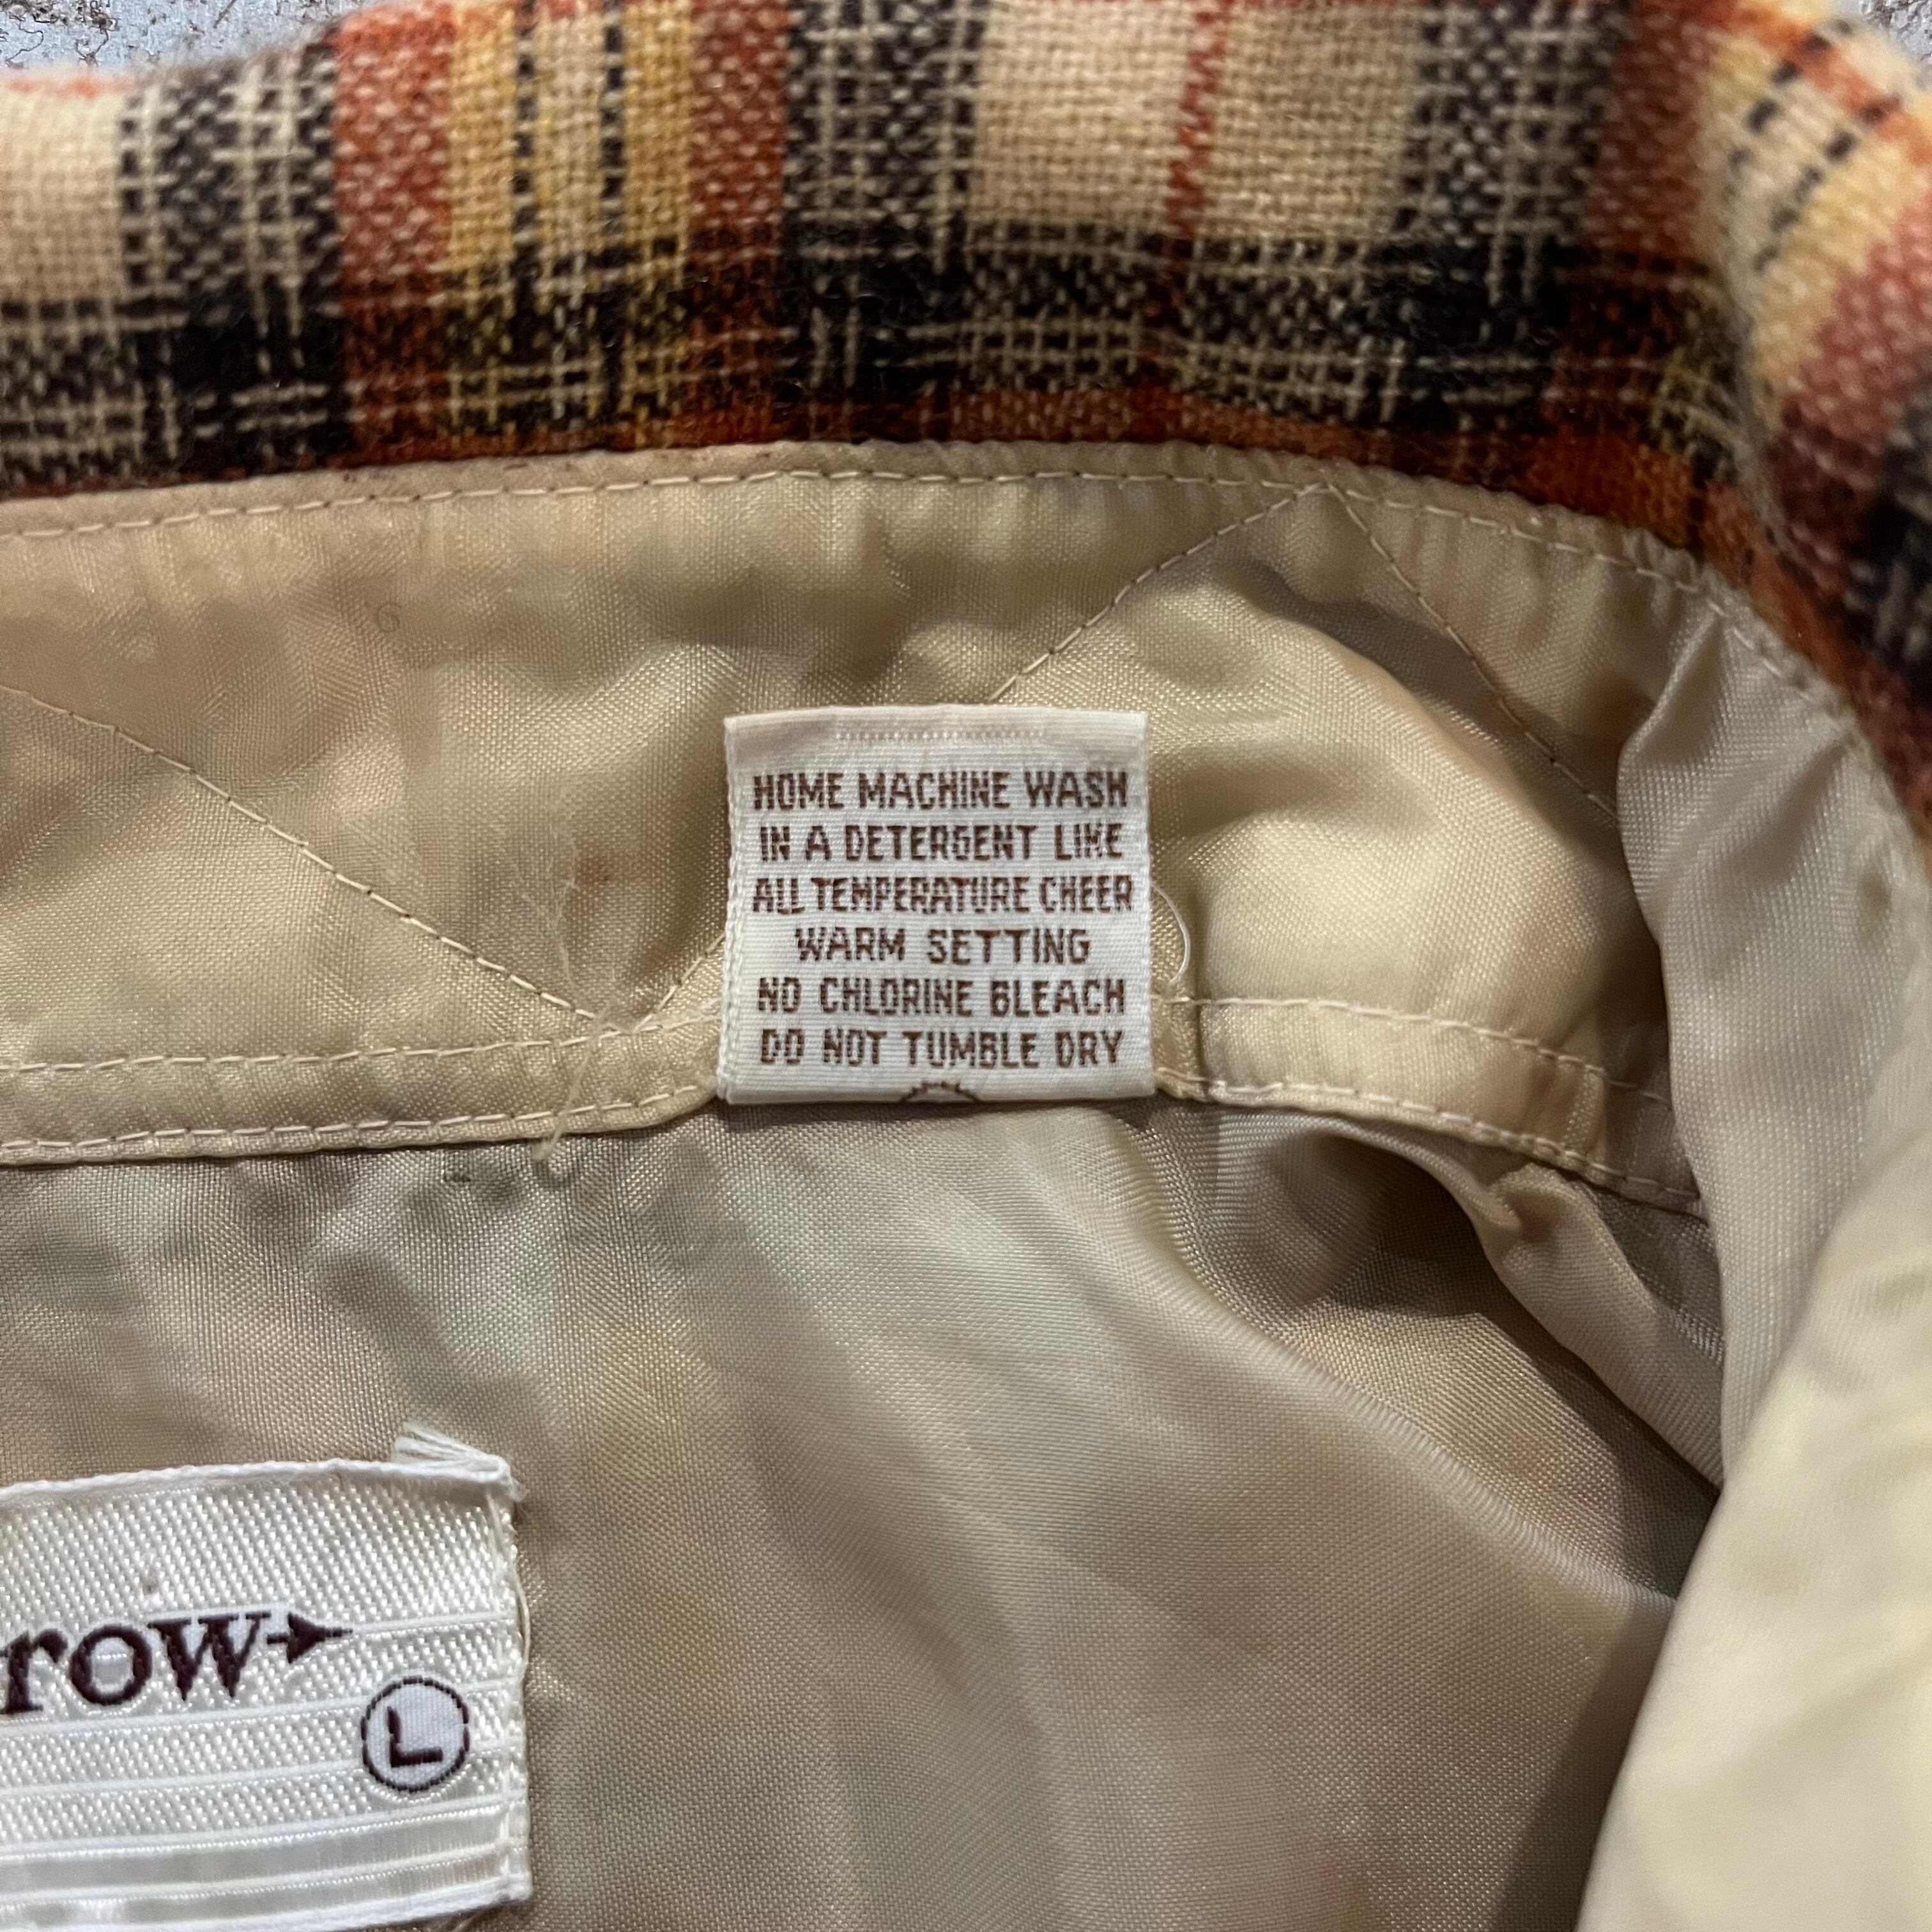 HOME MACHINE WASH
IN A DETERGENT LIKE
ALL TEMPERATURE CHEER
WARM SETTING
NO CHLORINE BLEACH
DO NOT TUMBLE DRY
row
L